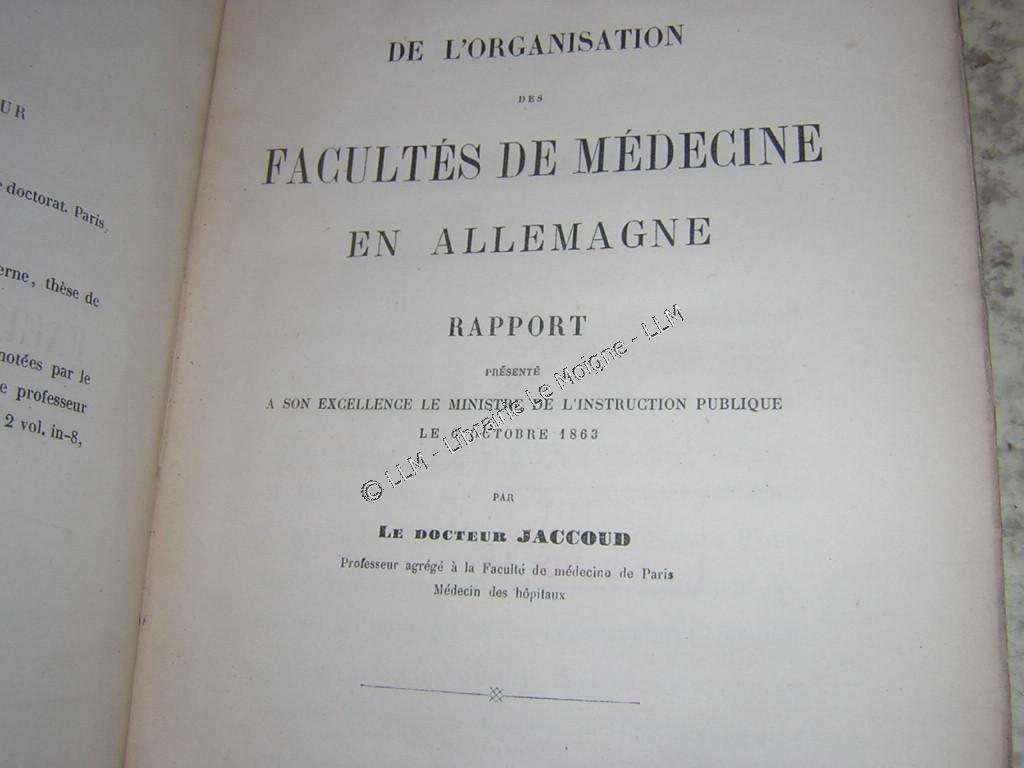 UR
doctorat. Paris,
erne, thèse de
notées par le
e professeur
2 vol. in-8,
DE L'ORGANISATION
DES
FACULTÉS DE MÉDECINE
EN ALLEMAGNE
RAPPORT
PRÉSENTÉ
A SON EXCELLENCE LE MINISTRE DE L'INSTRUCTION PUBLIQUE
LE OCTOBRE 1863
PAR
LE DOCTEUR JACCOUD
Professeur agrégé à la Faculté de médecine de Paris
Médecin des hôpitaux
© LLM - Librairie Le Moigne - LLM